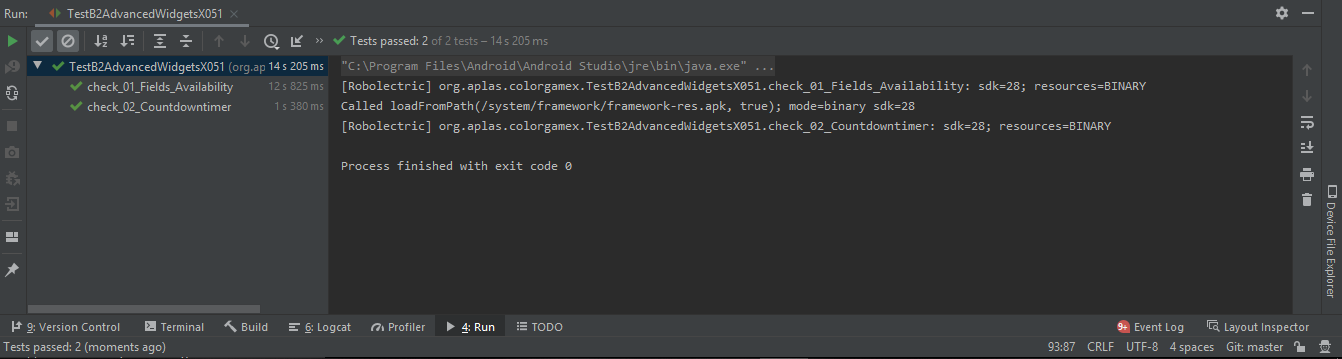 Run: TestB2AdvancedWidgetsX051
Tests passed: 2 of 2 tests – 14 s 205 ms
TestB2AdvancedWidgetsX051 (org.ap 14 s 205 ms
check_01_Fields_Availability 12 s 825 ms
check_02_Countdowntimer 1 s 380 ms
"C:\Program Files\Android\Android Studio\jre\bin\java.exe" ...
[Robolectric] org.aplas.colorgamex.TestB2AdvancedWidgetsX051.check_01_Fields_Availability: sdk=28; resources=BINARY
Called loadFromPath(/system/framework/framework-res.apk, true); mode=binary sdk=28
[Robolectric] org.aplas.colorgamex.TestB2AdvancedWidgetsX051.check_02_Countdowntimer: sdk=28; resources=BINARY
Process finished with exit code 0
Device File Explorer
9: Version Control Terminal Build 6: Logcat Profiler 4: Run TODO 9+ Event Log Layout Inspector
Tests passed: 2 (moments ago) 93:87 CRLF UTF-8 4 spaces Git: master